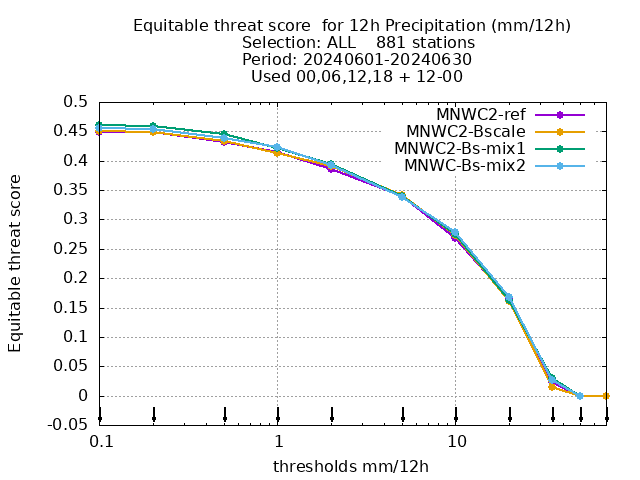 Equitable threat score  for 12h Precipitation (mm/12h)
Selection: ALL    881 stations
Period: 20240601-20240630
Used 00,06,12,18 + 12-00
MNWC2-ref
MNWC2-Bscale
MNWC2-Bs-mix1
MNWC-Bs-mix2
Equitable threat score
0.5
0.45
0.4
0.35
0.3
0.25
0.2
0.15
0.1
0.05
0
-0.05
0.1 1 10
thresholds mm/12h